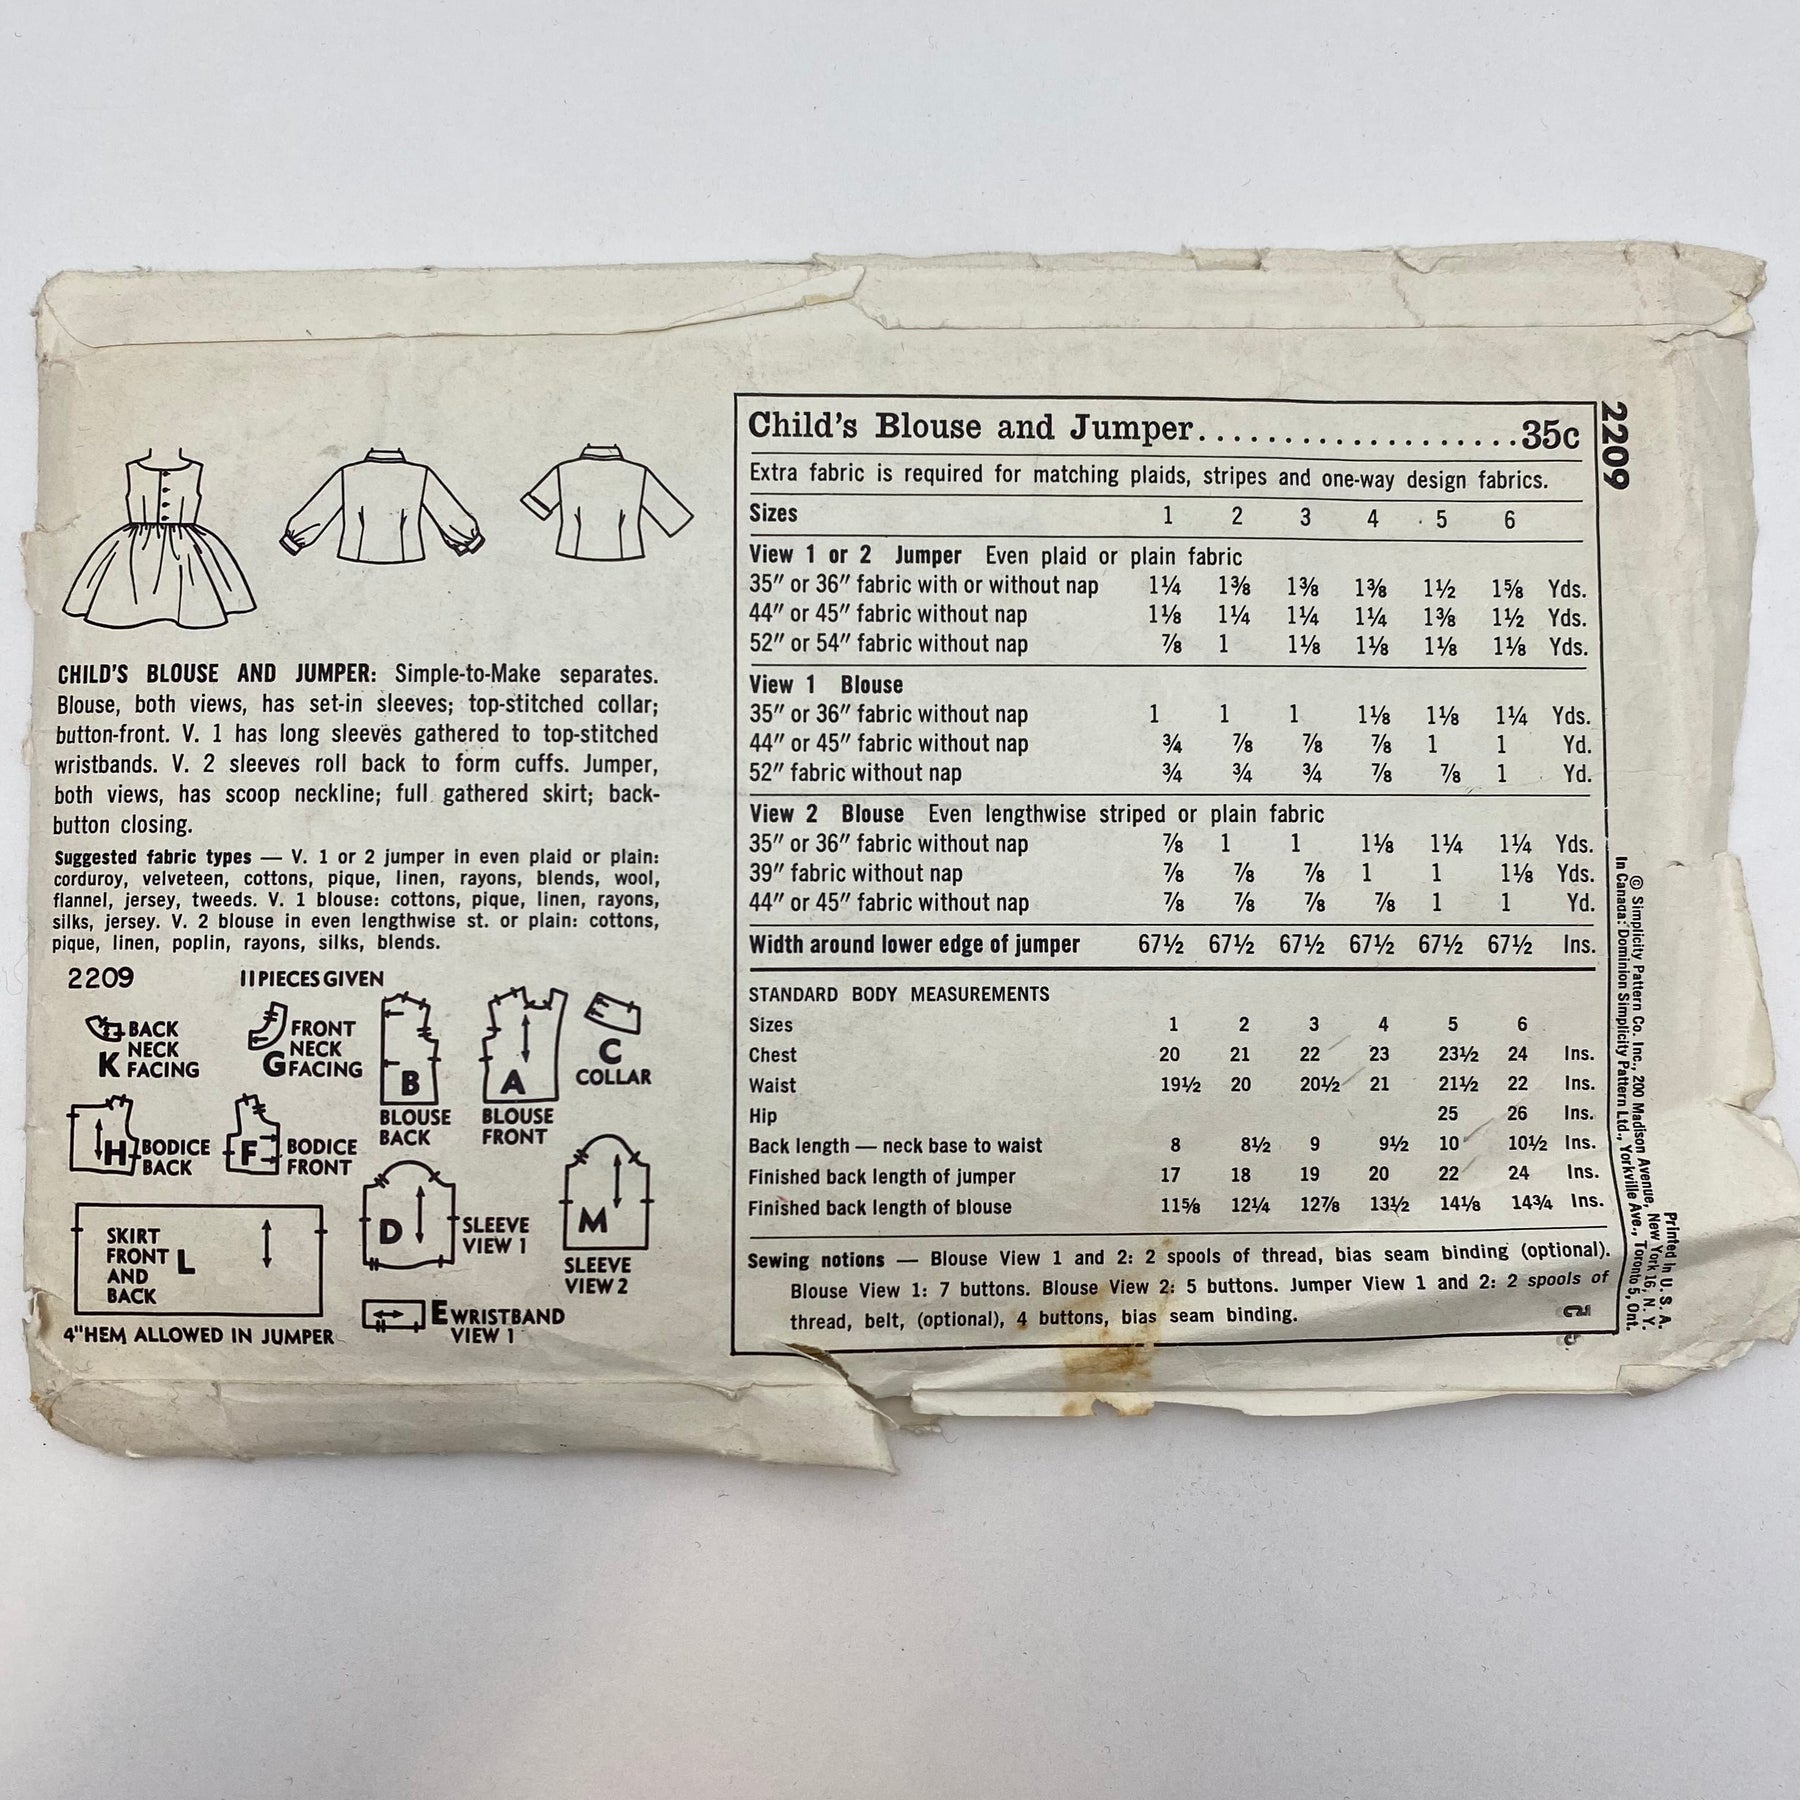 CHILD'S BLOUSE AND JUMPER: Simple-to-Make separates.
Blouse, both views, has set-in sleeves; top-stitched collar;
button-front. V. 1 has long sleeves gathered to top-stitched
wristbands. V. 2 sleeves roll back to form cuffs. Jumper,
both views, has scoop neckline; full gathered skirt; back-
button closing.
Suggested fabric types — V. 1 or 2 jumper in even plaid or plain:
corduroy, velveteen, cottons, pique, linen, rayons, blends, wool,
flannel, jersey, tweeds. V. 1 blouse: cottons, pique, linen, rayons,
silks, jersey. V. 2 blouse in even lengthwise st. or plain: cottons,
pique, linen, poplin, rayons, silks, blends.
2209 11 PIECES GIVEN
BACK
NECK
K FACING
FRONT
NECK
G FACING
B
BLOUSE
BACK
A
BLOUSE
FRONT
C
COLLAR
H BODICE
BACK
F BODICE
FRONT
D SLEEVE
VIEW 1
M
SLEEVE
VIEW 2
SKIRT
FRONT L
AND
BACK
E WRISTBAND
VIEW 1
4"HEM ALLOWED IN JUMPER
Child's Blouse and Jumper....................35c
Extra fabric is required for matching plaids, stripes and one-way design fabrics.
Sizes 1 2 3 4 5 6
View 1 or 2 Jumper Even plaid or plain fabric
35" or 36" fabric with or without nap 1¼ 1⅜ 1⅜ 1⅜ 1½ 1⅝ Yds.
44" or 45" fabric without nap 1⅛ 1¼ 1¼ 1¼ 1⅜ 1½ Yds.
52" or 54" fabric without nap ⅞ 1 1⅛ 1⅛ 1⅛ 1⅛ Yds.
View 1 Blouse
35" or 36" fabric without nap 1 1 1 1⅛ 1⅛ 1¼ Yds.
44" or 45" fabric without nap ¾ ⅞ ⅞ ⅞ 1 1 Yd.
52" fabric without nap ¾ ¾ ¾ ⅞ ⅞ 1 Yd.
View 2 Blouse Even lengthwise striped or plain fabric
35" or 36" fabric without nap ⅞ 1 1 1⅛ 1¼ 1¼ Yds.
39" fabric without nap ⅞ ⅞ ⅞ 1 1 1⅛ Yds.
44" or 45" fabric without nap ⅞ ⅞ ⅞ ⅞ 1 1 Yd.
Width around lower edge of jumper 67½ 67½ 67½ 67½ 67½ 67½ Ins.
STANDARD BODY MEASUREMENTS
Sizes 1 2 3 4 5 6
Chest 20 21 22 23 23½ 24 Ins.
Waist 19½ 20 20½ 21 21½ 22 Ins.
Hip 25 26 Ins.
Back length — neck base to waist 8 8½ 9 9½ 10 10½ Ins.
Finished back length of jumper 17 18 19 20 22 24 Ins.
Finished back length of blouse 11⅝ 12¼ 12⅞ 13½ 14⅛ 14¾ Ins.
Sewing notions — Blouse View 1 and 2: 2 spools of thread, bias seam binding (optional).
Blouse View 1: 7 buttons. Blouse View 2: 5 buttons. Jumper View 1 and 2: 2 spools of
thread, belt, (optional), 4 buttons, bias seam binding.
2209
Printed in U. S. A.
© Simplicity Pattern Co. Inc., 200 Madison Avenue, New York 16, N. Y.
In Canada: Dominion Simplicity Pattern Ltd., Yorkville Ave., Toronto 5, Ont.